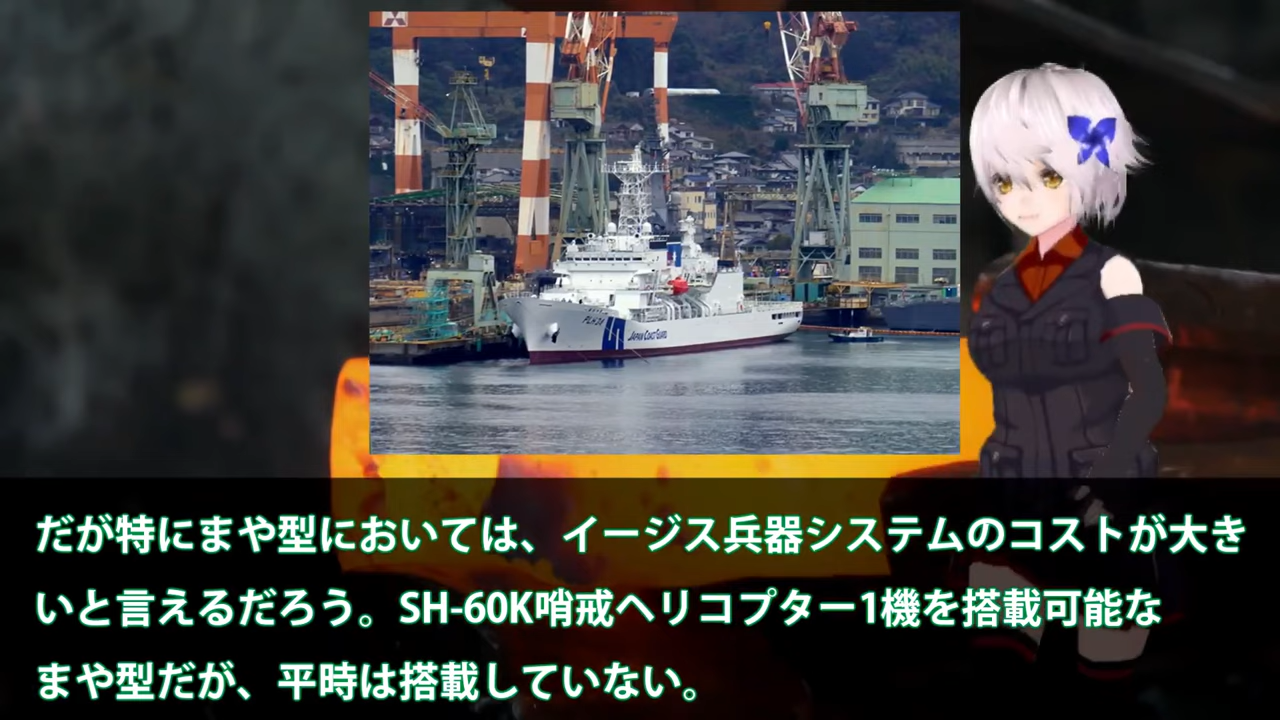 JAPAN COAST GUARD
だが特にまや型においては、イージス兵器システムのコストが大き
いと言えるだろう。SH-60K哨戒ヘリコプター1機を搭載可能な
まや型だが、平時は搭載していない。